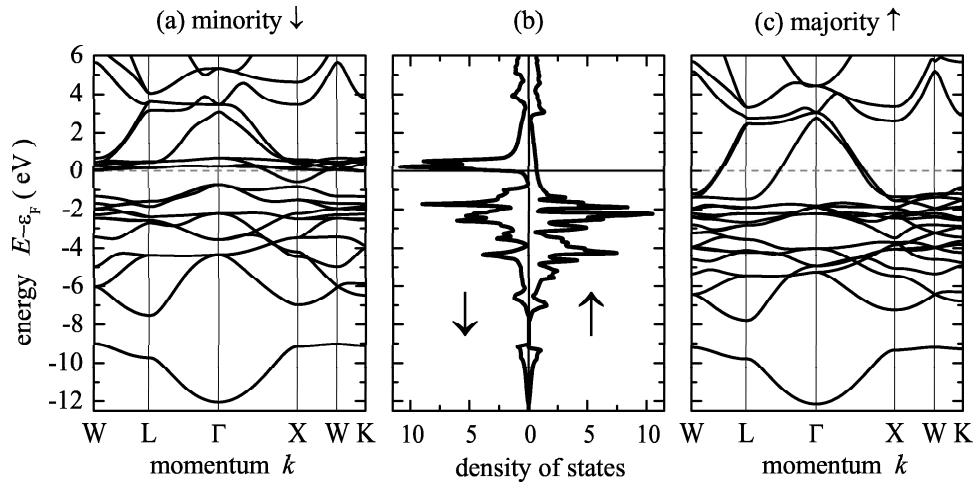 (a) minority ↓
(b)
(c) majority ↑
energy E–εF ( eV )
6
4
2
0
-2
-4
-6
-8
-10
-12
W L Γ X W K
10 5 0 5 10
W L Γ X W K
momentum k
density of states
momentum k